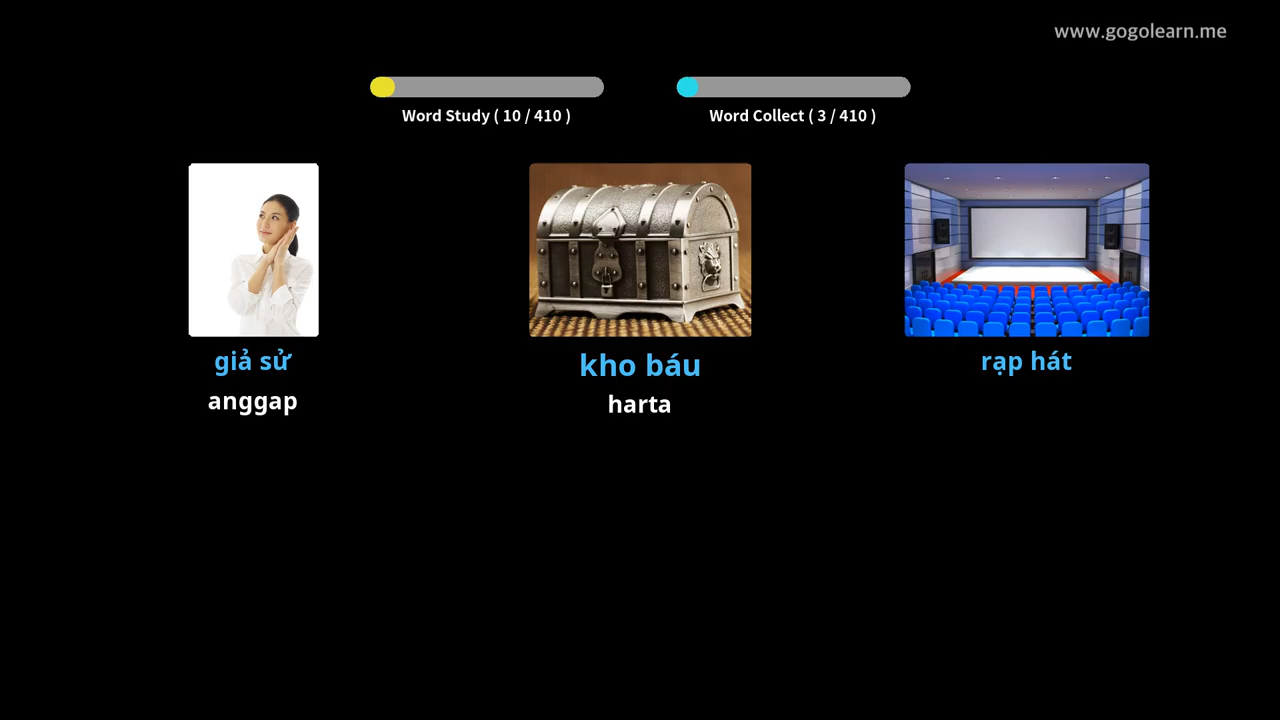 www.gogolearn.me
Word Study ( 10 / 410 )
Word Collect ( 3 / 410 )
giả sử
anggap
kho báu
harta
rạp hát